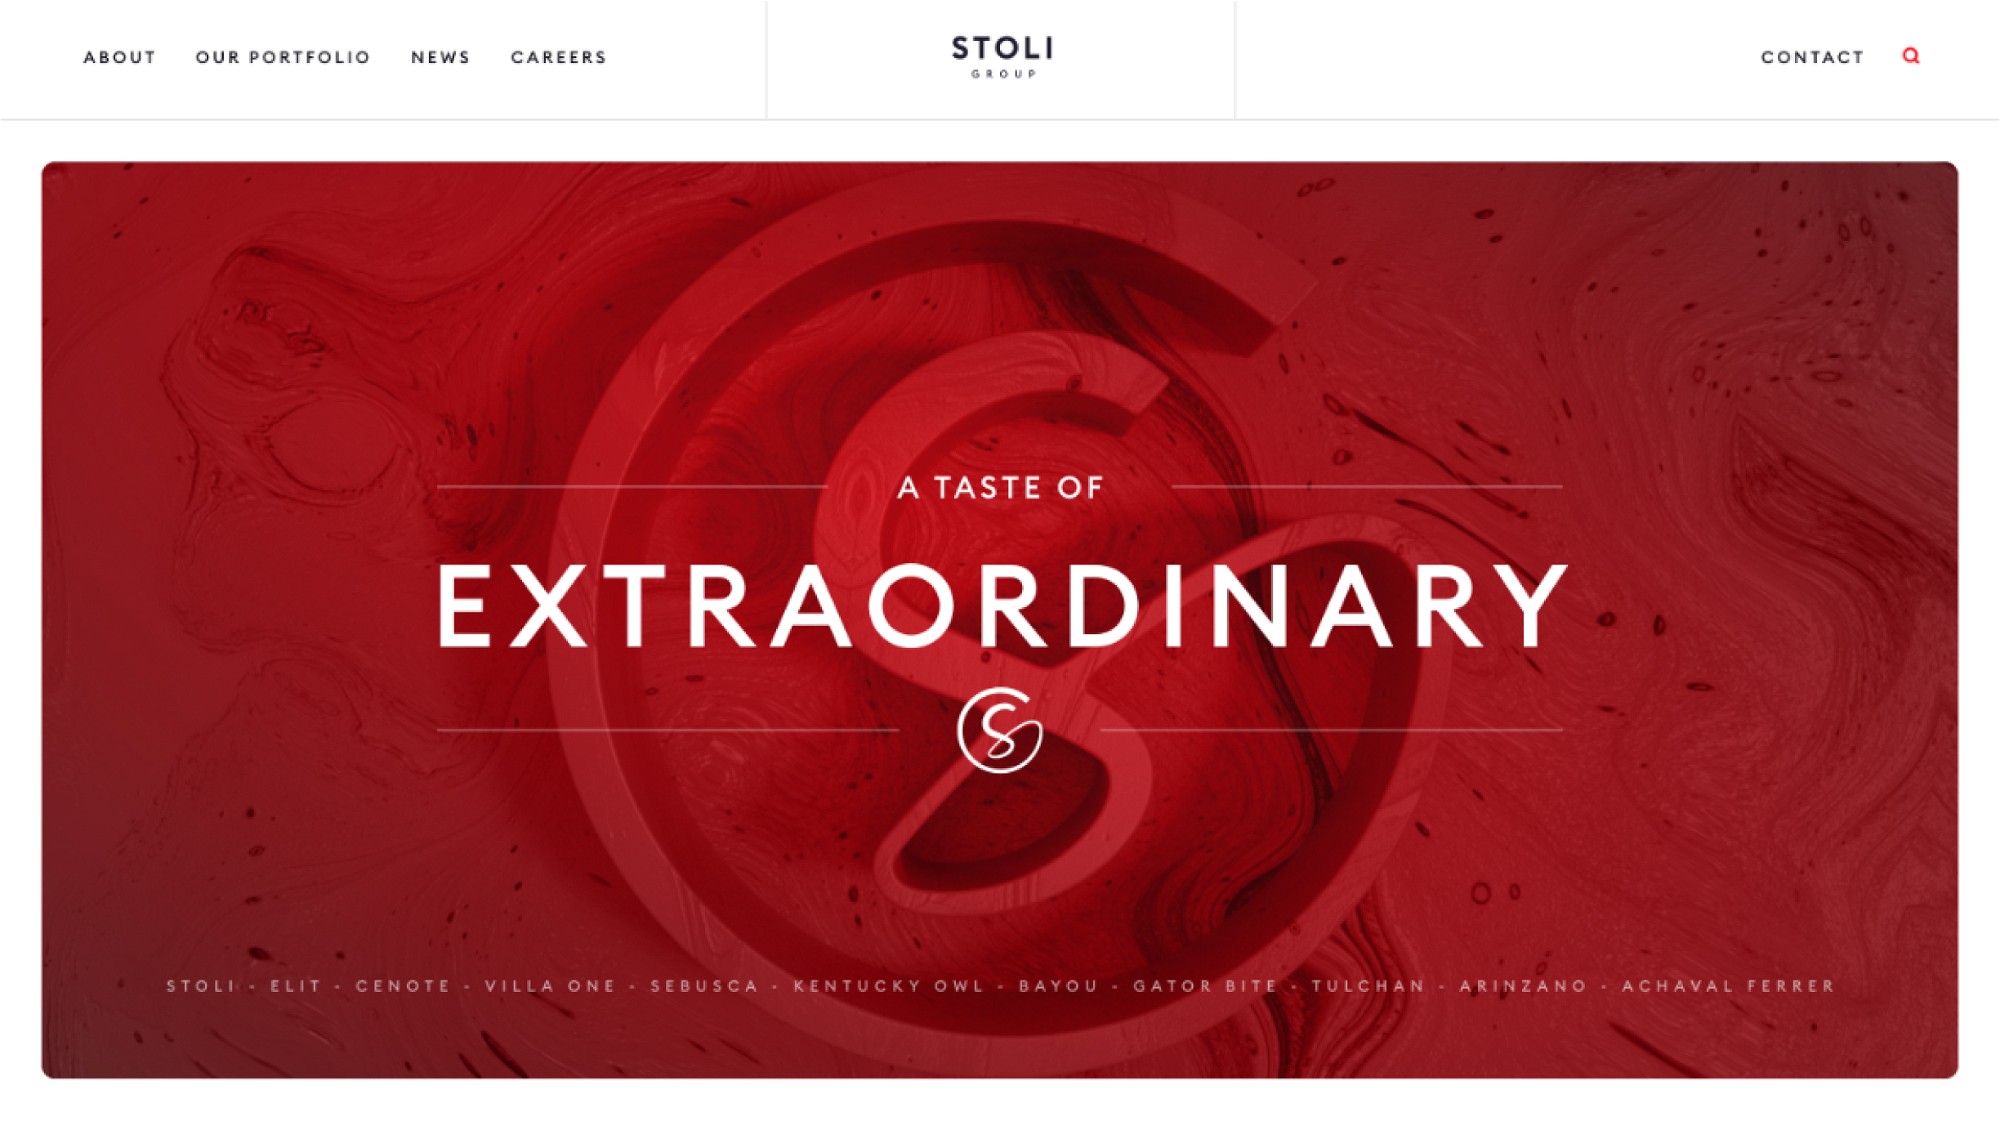 ABOUT OUR PORTFOLIO NEWS CAREERS
STOLI
GROUP
CONTACT
A TASTE OF
EXTRAORDINARY
STOLI - ELIT - CENOTE - VILLA ONE - SEBUSCA - KENTUCKY OWL - BAYOU - GATOR BITE - TULCHAN - ARINZANO - ACHAVAL FERRER